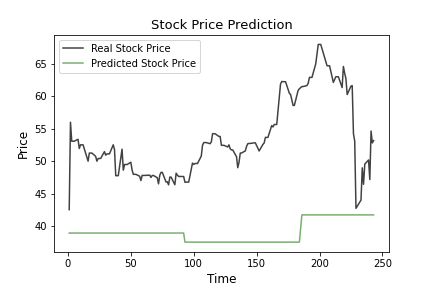 Stock Price Prediction
Real Stock Price
Predicted Stock Price
Price
65
60
55
50
45
40
0 50 100 150 200 250
Time